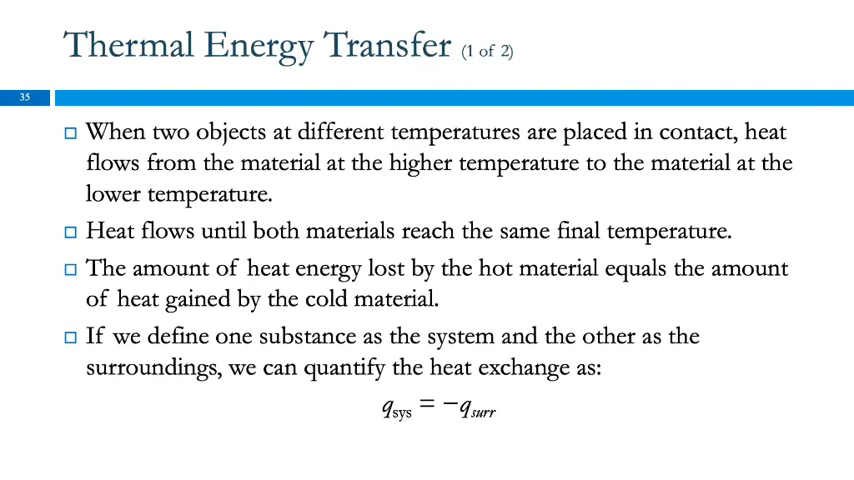 Thermal Energy Transfer (1 of 2)
35
When two objects at different temperatures are placed in contact, heat
flows from the material at the higher temperature to the material at the
lower temperature.
Heat flows until both materials reach the same final temperature.
The amount of heat energy lost by the hot material equals the amount
of heat gained by the cold material.
If we define one substance as the system and the other as the
surroundings, we can quantify the heat exchange as:
q_sys = −q_surr